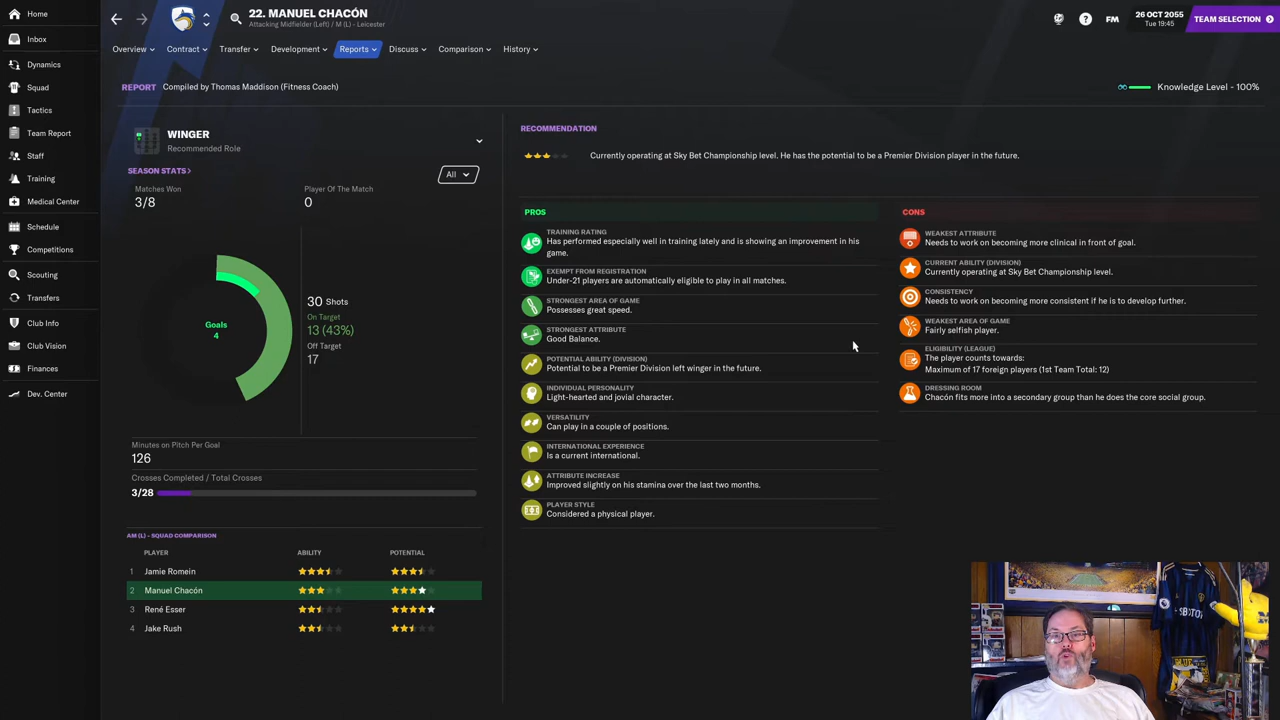 Home
Inbox
Dynamics
Squad
Tactics
Team Report
Staff
Training
Medical Center
Schedule
Competitions
Scouting
Transfers
Club Info
Club Vision
Finances
Dev. Center
22. MANUEL CHACÓN
Attacking Midfielder (Left) / M (L) - Leicester
FM
26 OCT 2055
Tue 19:45
TEAM SELECTION
Overview
Contract
Transfer
Development
Reports
Discuss
Comparison
History
REPORT Compiled by Thomas Maddison (Fitness Coach)
Knowledge Level - 100%
WINGER
Recommended Role
SEASON STATS >
All
Matches Won
3/8
Player Of The Match
0
Goals
4
30 Shots
On Target
13 (43%)
Off Target
17
Minutes on Pitch Per Goal
126
Crosses Completed / Total Crosses
3/28
AM (L) - SQUAD COMPARISON
PLAYER ABILITY POTENTIAL
1 Jamie Romein
2 Manuel Chacón
3 René Esser
4 Jake Rush
RECOMMENDATION
Currently operating at Sky Bet Championship level. He has the potential to be a Premier Division player in the future.
PROS
TRAINING RATING
Has performed especially well in training lately and is showing an improvement in his
game.
EXEMPT FROM REGISTRATION
Under-21 players are automatically eligible to play in all matches.
STRONGEST AREA OF GAME
Possesses great speed.
STRONGEST ATTRIBUTE
Good Balance.
POTENTIAL ABILITY (DIVISION)
Potential to be a Premier Division left winger in the future.
INDIVIDUAL PERSONALITY
Light-hearted and jovial character.
VERSATILITY
Can play in a couple of positions.
INTERNATIONAL EXPERIENCE
Is a current international.
ATTRIBUTE INCREASE
Improved slightly on his stamina over the last two months.
PLAYER STYLE
Considered a physical player.
CONS
WEAKEST ATTRIBUTE
Needs to work on becoming more clinical in front of goal.
CURRENT ABILITY (DIVISION)
Currently operating at Sky Bet Championship level.
CONSISTENCY
Needs to work on becoming more consistent if he is to develop further.
WEAKEST AREA OF GAME
Fairly selfish player.
ELIGIBILITY (LEAGUE)
The player counts towards:
Maximum of 17 foreign players (1st Team Total: 12)
DRESSING ROOM
Chacón fits more into a secondary group than he does the core social group.